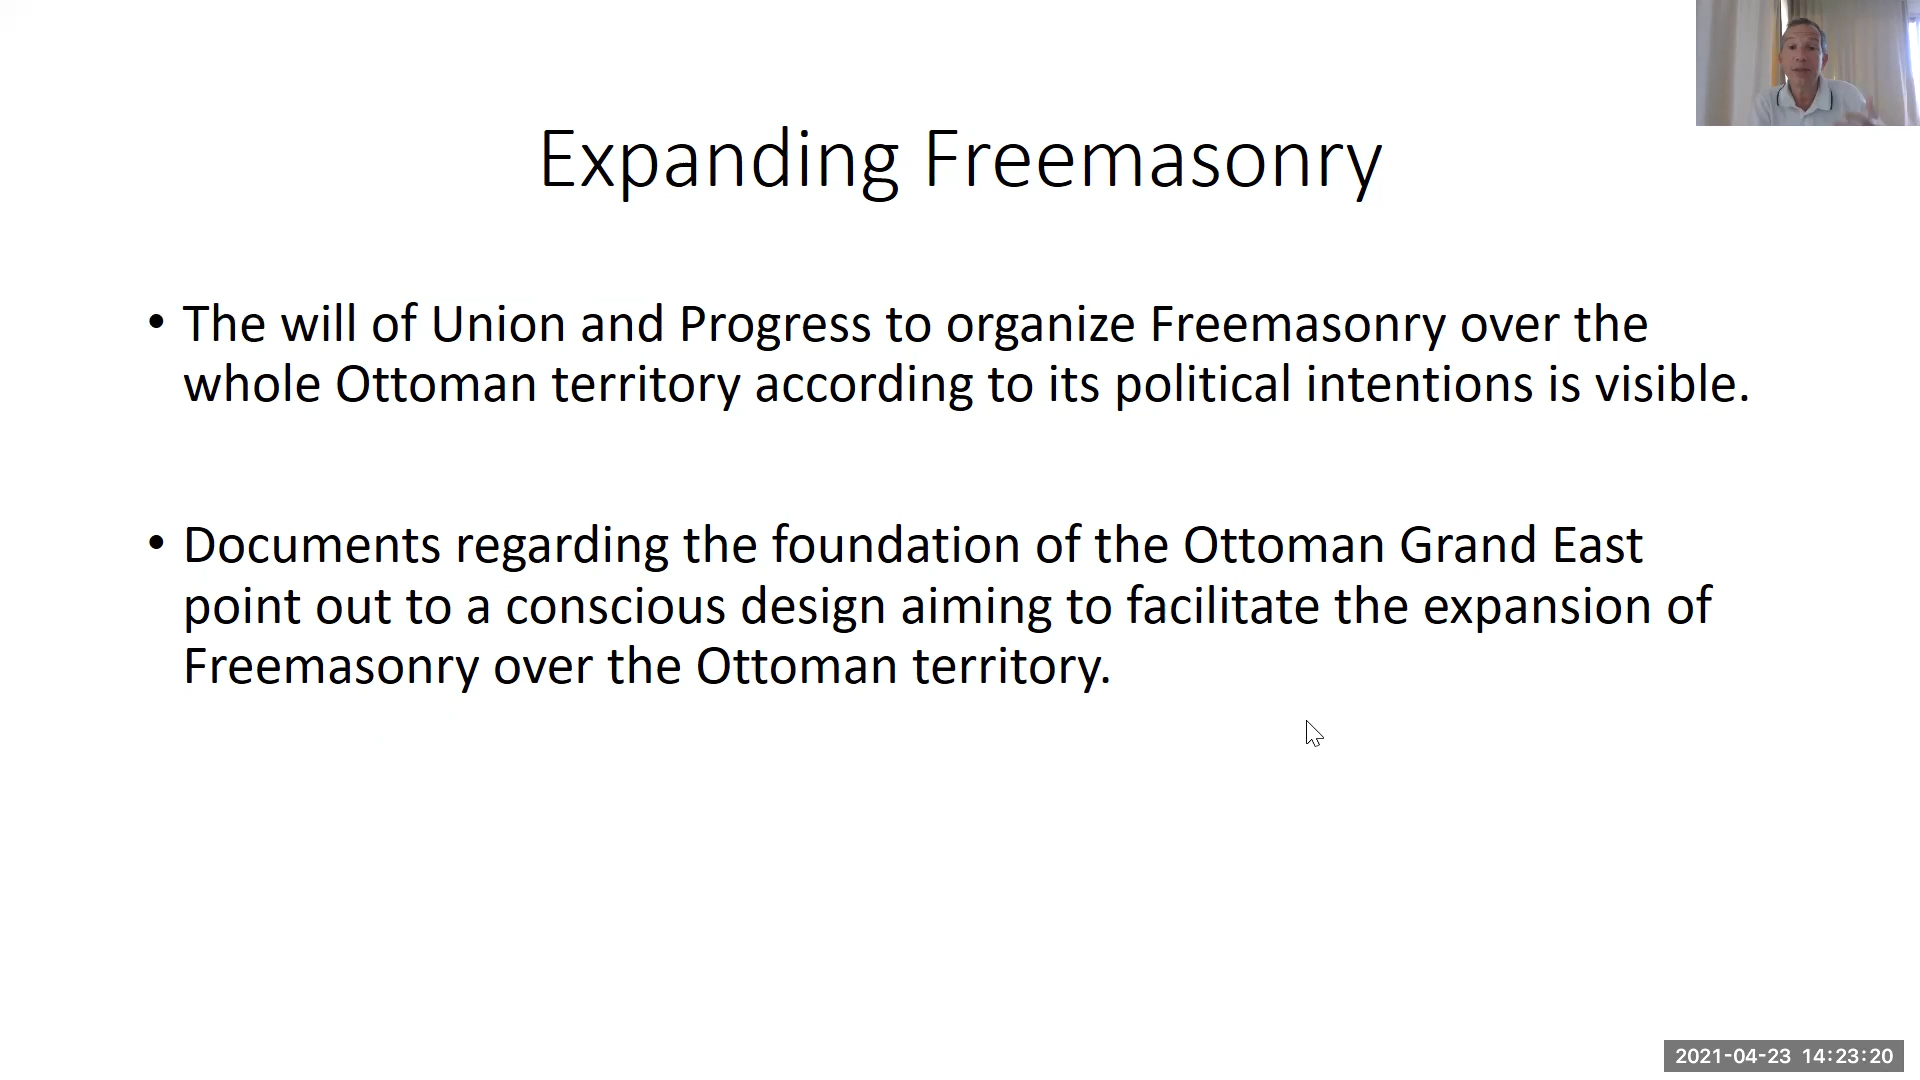 Expanding Freemasonry
• The will of Union and Progress to organize Freemasonry over the
whole Ottoman territory according to its political intentions is visible.
• Documents regarding the foundation of the Ottoman Grand East
point out to a conscious design aiming to facilitate the expansion of
Freemasonry over the Ottoman territory.
2021-04-23 14:23:20